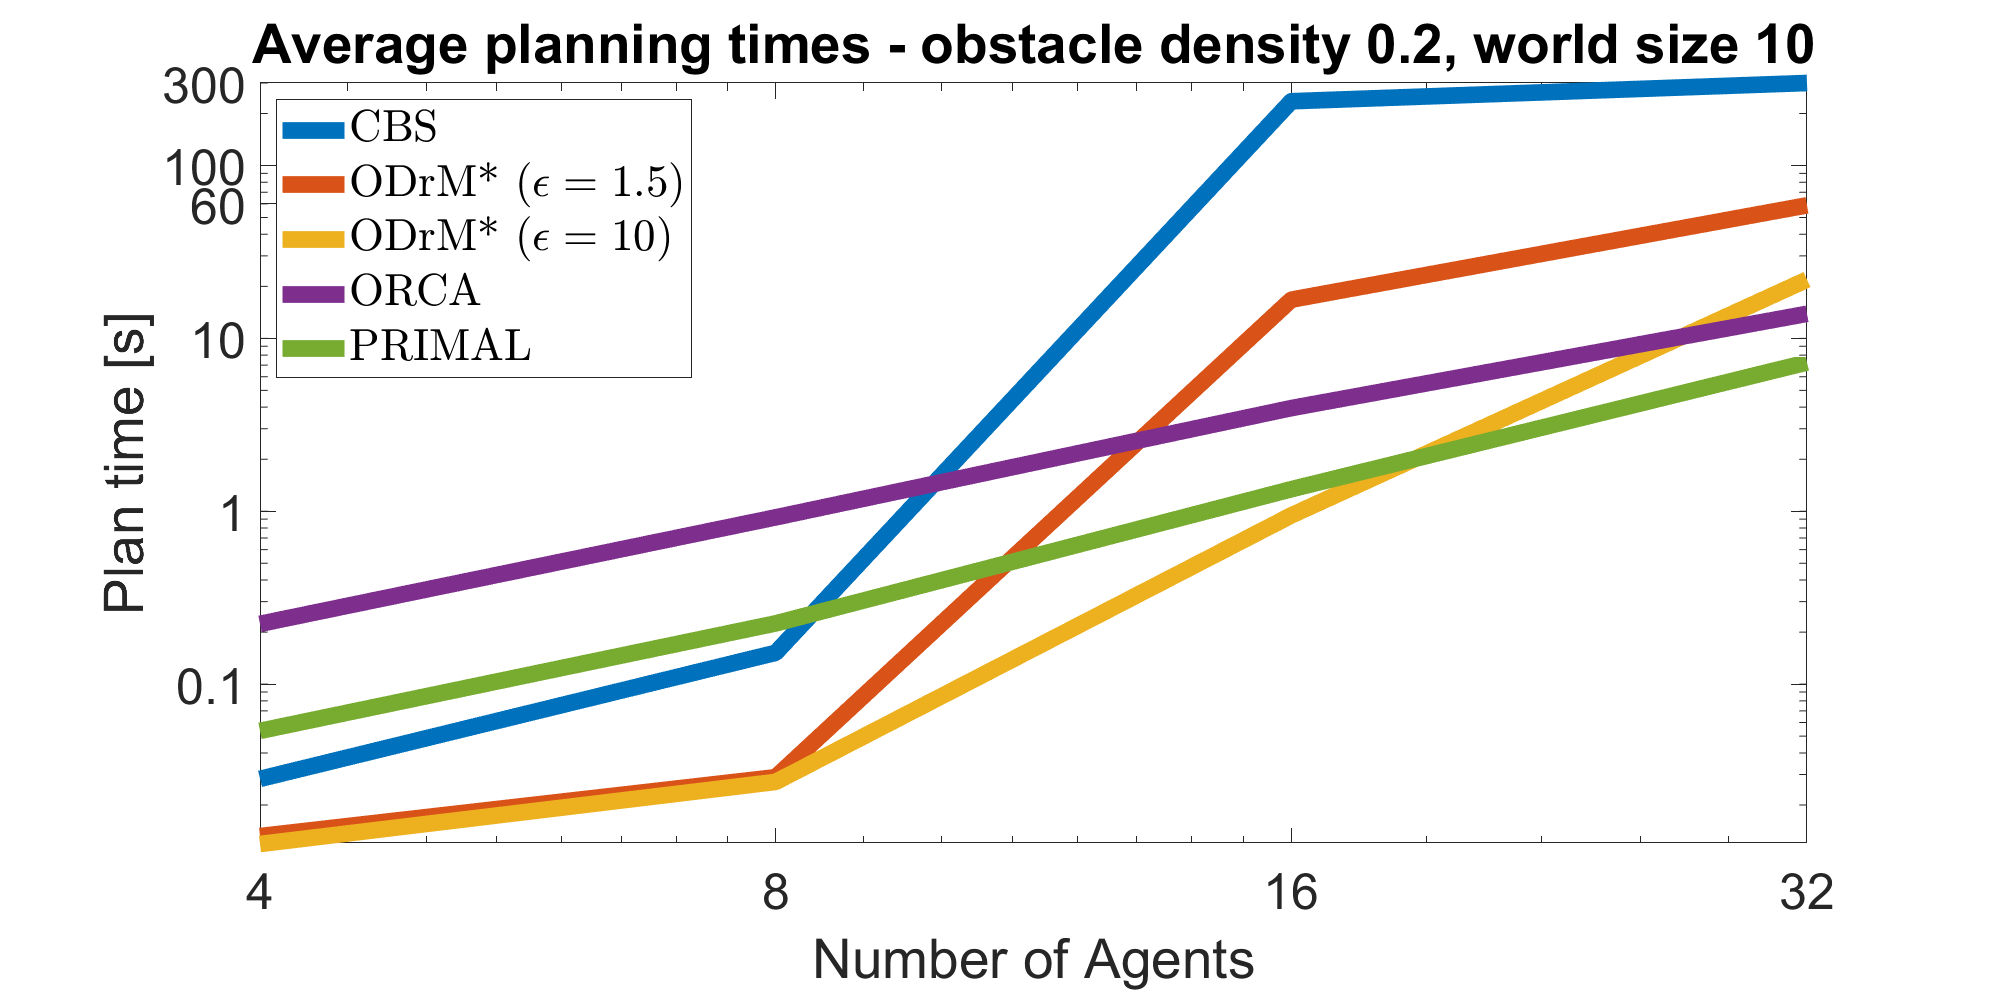 Average planning times - obstacle density 0.2, world size 10
300
100
60
10
1
0.1
Plan time [s]
CBS
ODrM* (ϵ = 1.5)
ODrM* (ϵ = 10)
ORCA
PRIMAL
4 8 16 32
Number of Agents